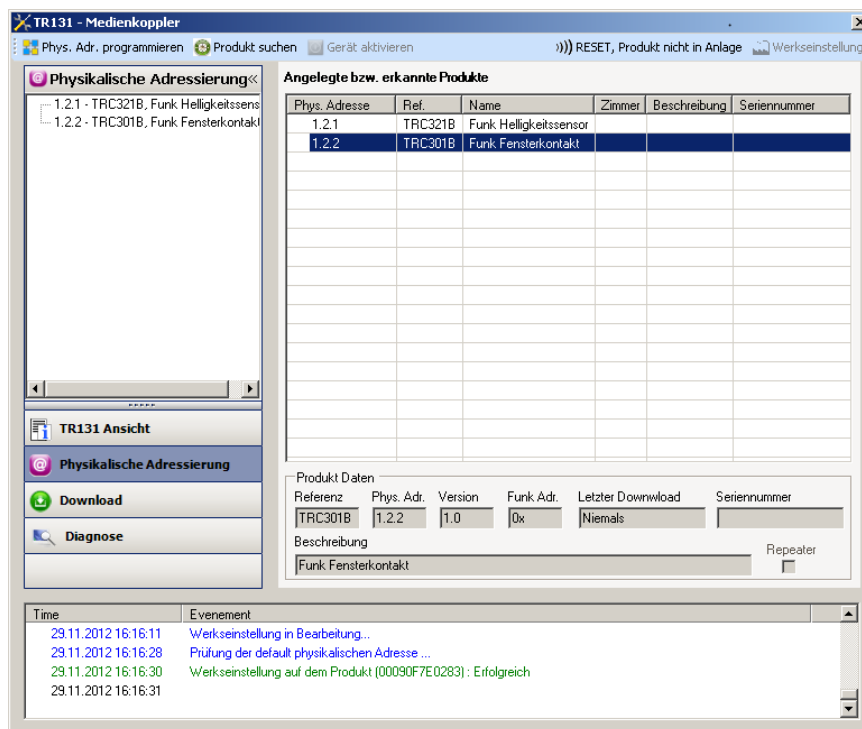 TR131 - Medienkoppler
Phys. Adr. programmieren Produkt suchen Gerät aktivieren ))) RESET, Produkt nicht in Anlage Werkseinstellung
Physikalische Adressierung«
1.2.1 - TRC321B, Funk Helligkeitssens
1.2.2 - TRC301B, Funk Fensterkontakt
Angelegte bzw. erkannte Produkte
Phys. Adresse Ref. Name Zimmer Beschreibung Seriennummer
1.2.1 TRC321B Funk Helligkeitssensor
1.2.2 TRC301B Funk Fensterkontakt
TR131 Ansicht
Physikalische Adressierung
Download
Diagnose
Produkt Daten
Referenz Phys. Adr. Version Funk Adr. Letzter Downwload Seriennummer
TRC301B 1.2.2 1.0 0x Niemals
Beschreibung
Repeater
Funk Fensterkontakt
Time Evenement
29.11.2012 16:16:11 Werkseinstellung in Bearbeitung...
29.11.2012 16:16:28 Prüfung der default physikalischen Adresse ...
29.11.2012 16:16:30 Werkseinstellung auf dem Produkt (00090F7E0283) : Erfolgreich
29.11.2012 16:16:31